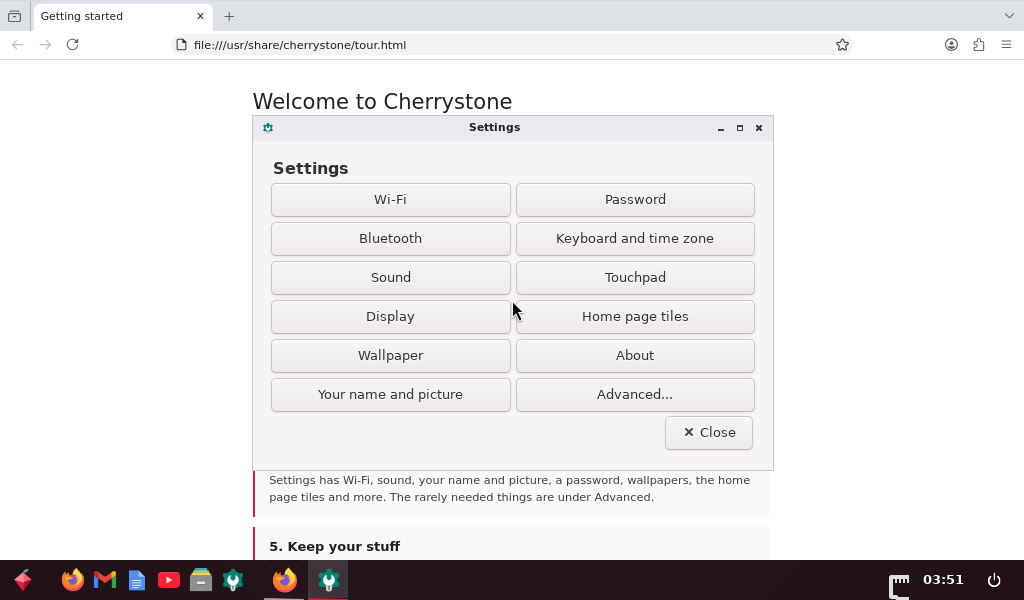 Getting started
file:///usr/share/cherrystone/tour.html
Welcome to Cherrystone
Settings
Settings
Wi-Fi
Password
Bluetooth
Keyboard and time zone
Sound
Touchpad
Display
Home page tiles
Wallpaper
About
Your name and picture
Advanced...
Close
Settings has Wi-Fi, sound, your name and picture, a password, wallpapers, the home
page tiles and more. The rarely needed things are under Advanced.
5. Keep your stuff
03:51